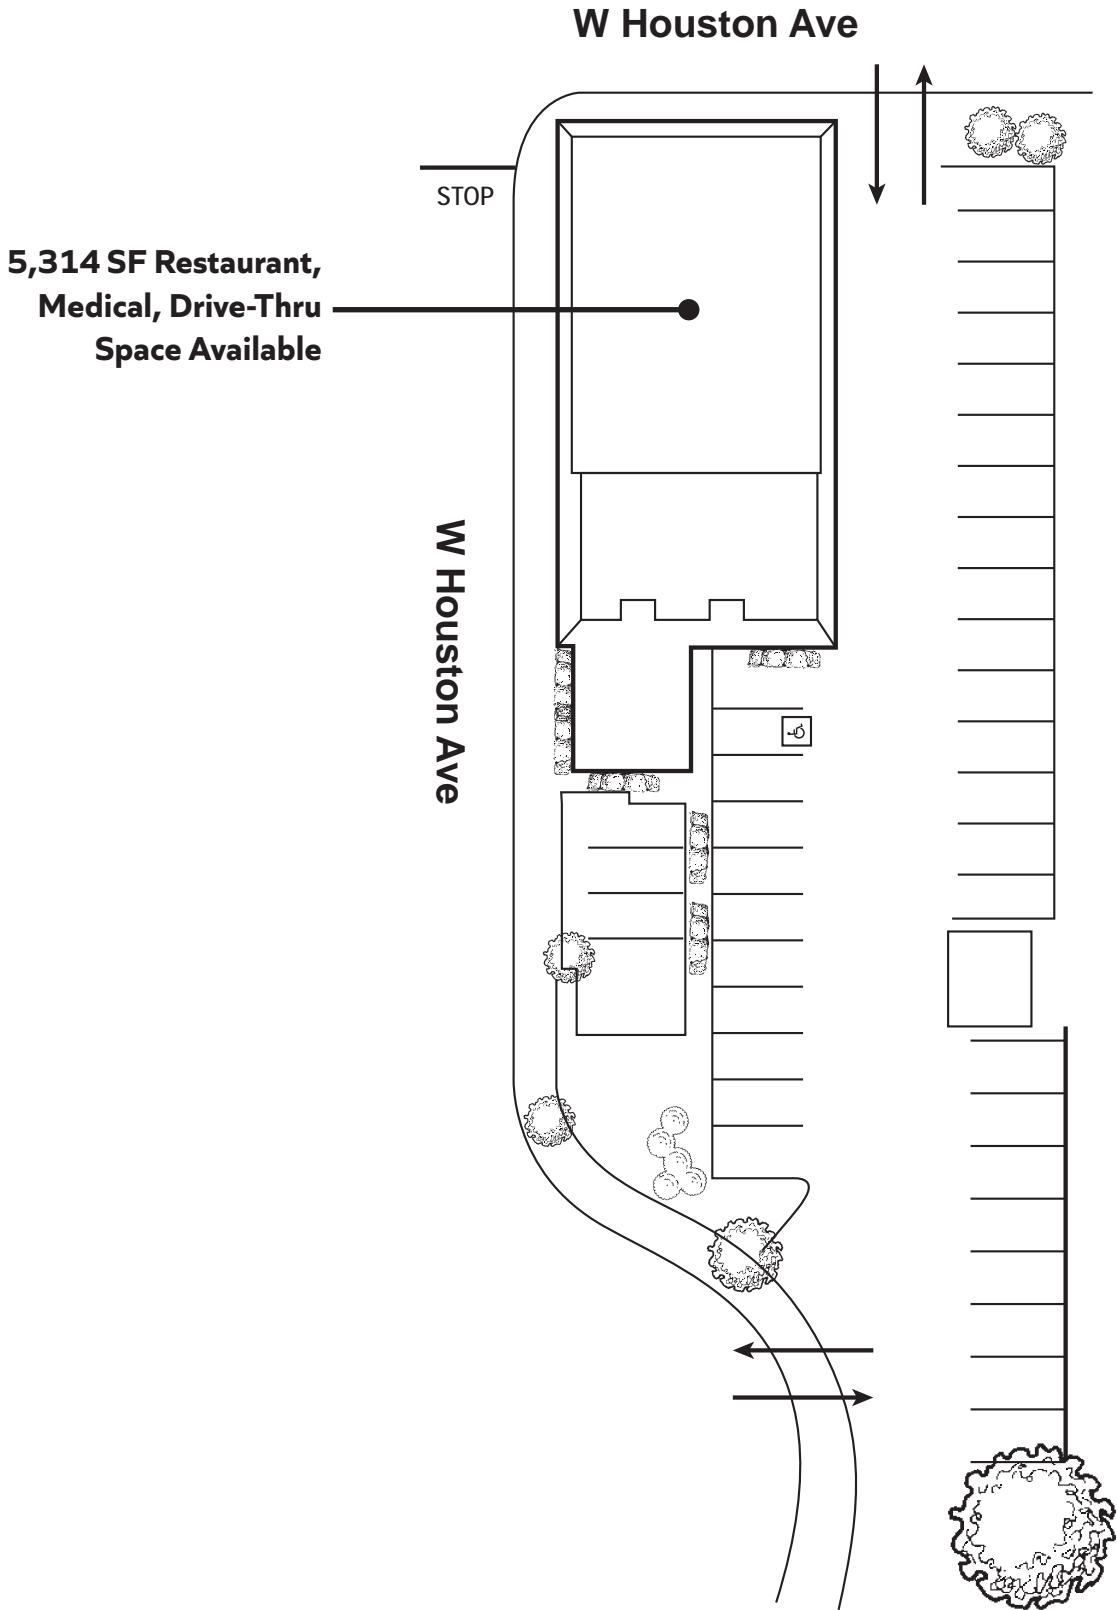 W Houston Ave
STOP
5,314 SF Restaurant,
Medical, Drive-Thru
Space Available
W Houston Ave